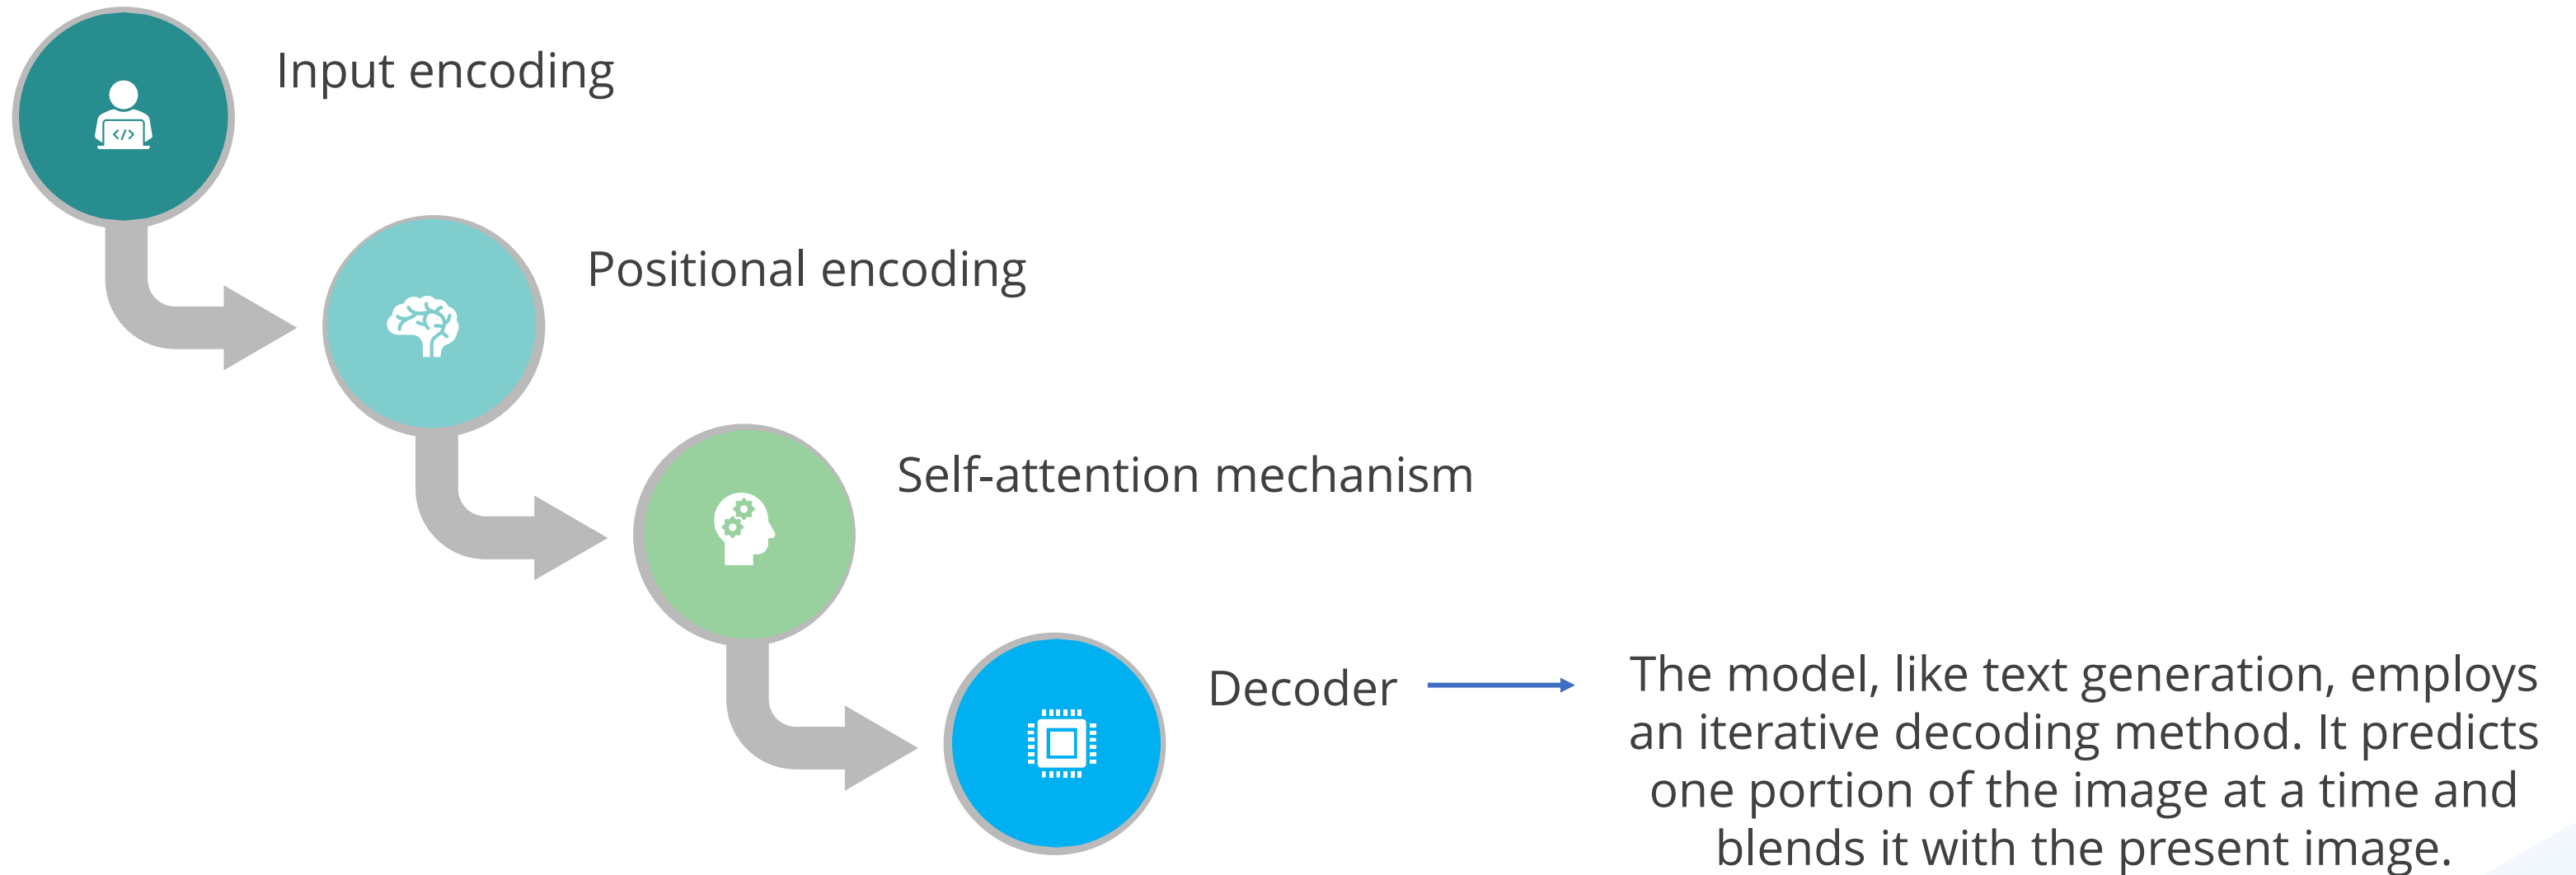 Input encoding
Positional encoding
Self-attention mechanism
Decoder
The model, like text generation, employs
an iterative decoding method. It predicts
one portion of the image at a time and
blends it with the present image.